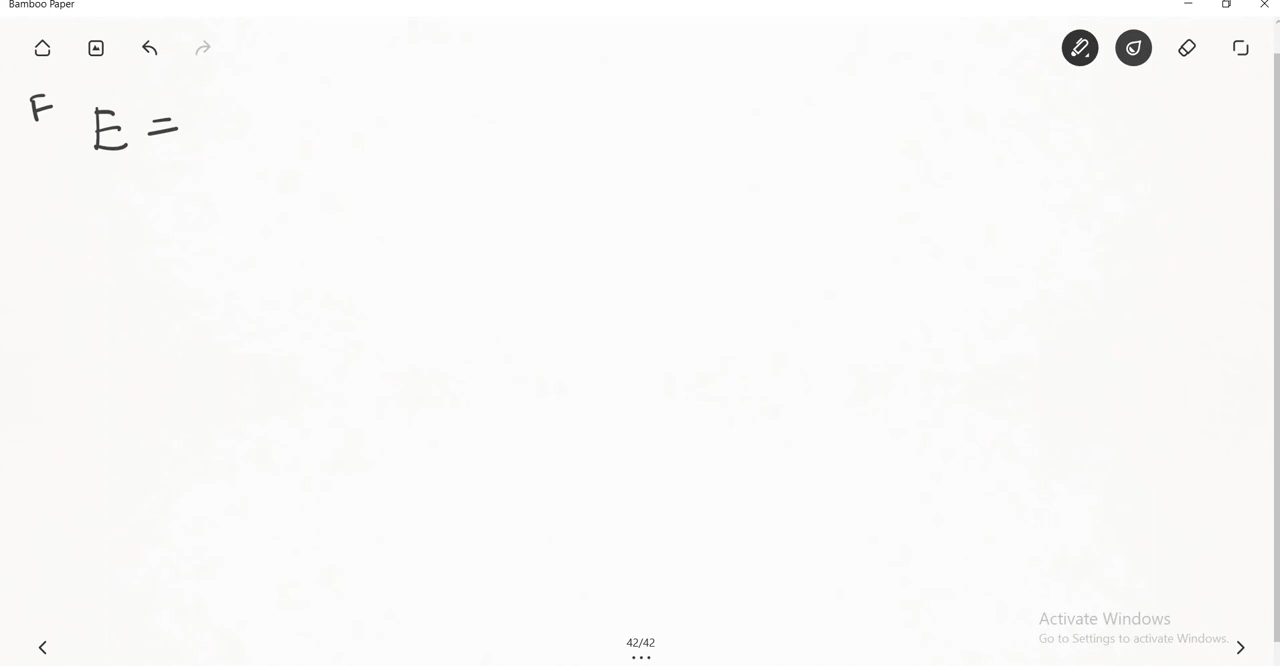 Bamboo Paper
F E =
42/42
Activate Windows
Go to Settings to activate Windows.